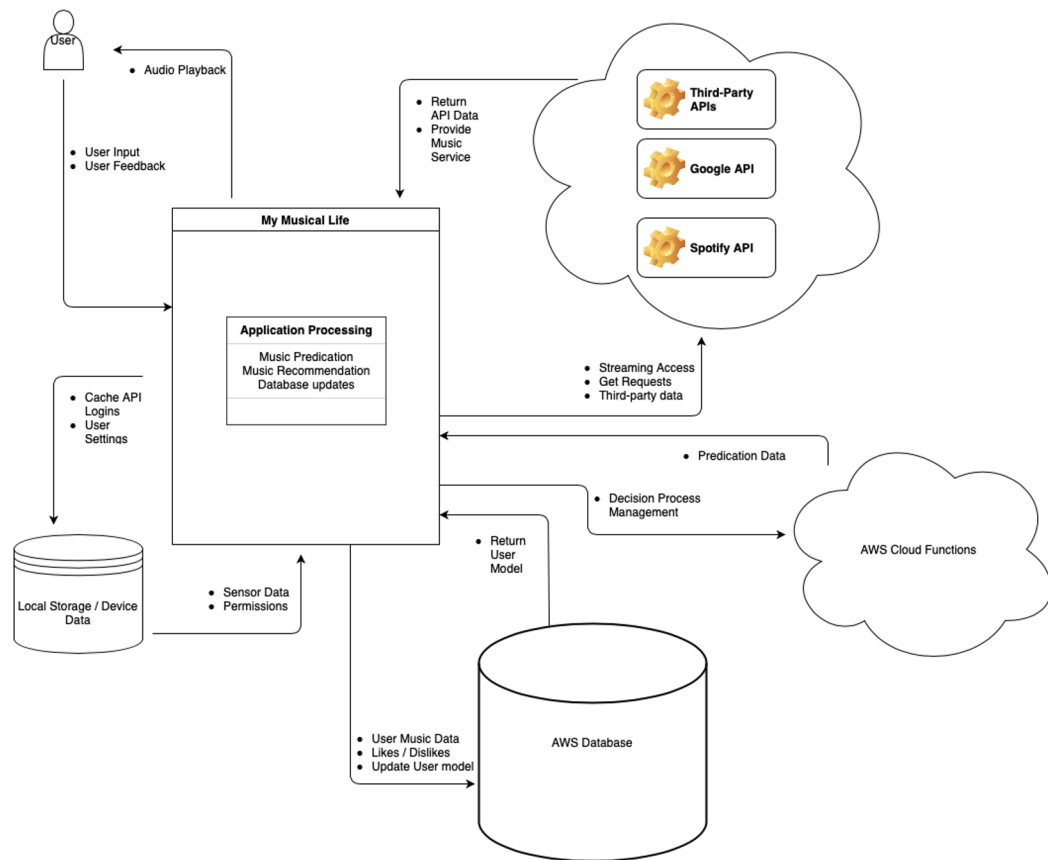 User
Audio Playback
User Input
User Feedback
Return
API Data
Provide
Music
Service
Third-Party
APIs
Google API
Spotify API
My Musical Life
Application Processing
Music Predication
Music Recommendation
Database updates
Cache API
Logins
User
Settings
Streaming Access
Get Requests
Third-party data
Predication Data
Decision Process
Management
Return
User
Model
AWS Cloud Functions
Local Storage / Device
Data
Sensor Data
Permissions
User Music Data
Likes / Dislikes
Update User model
AWS Database